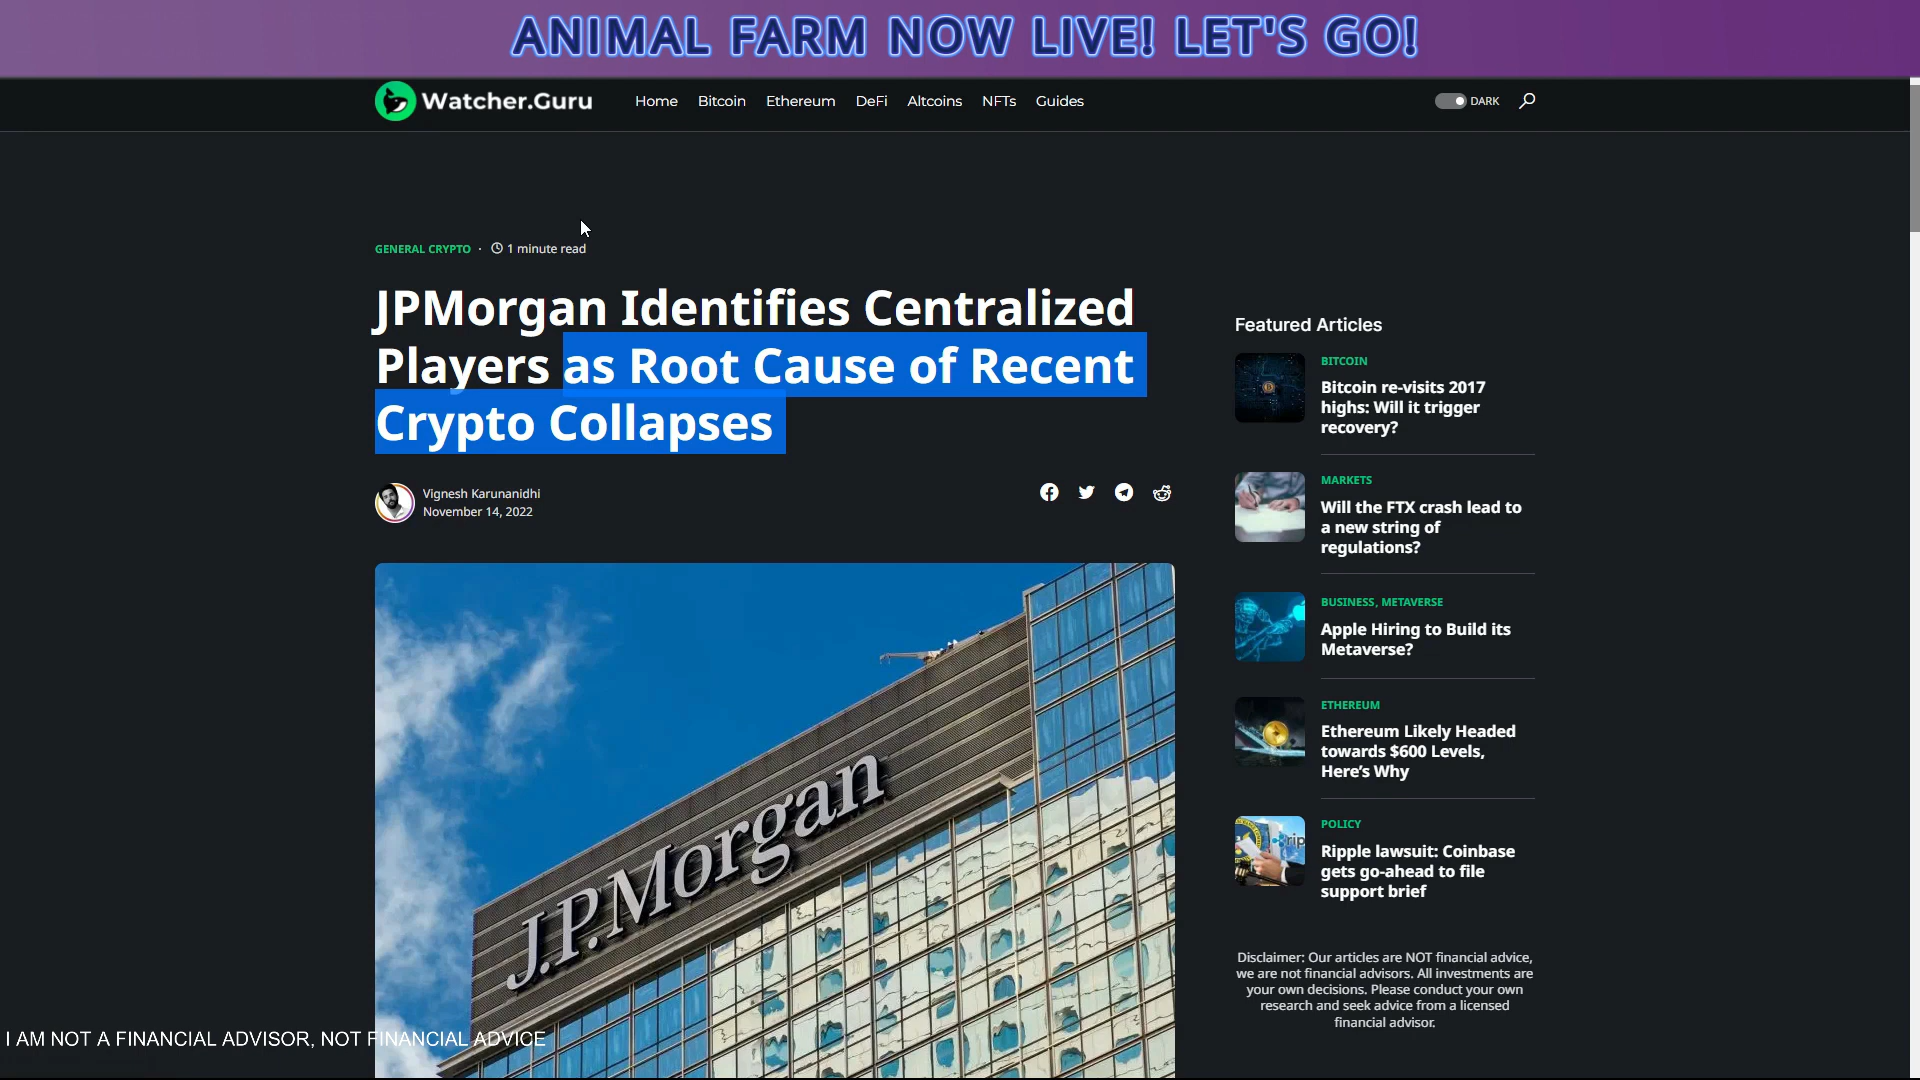 ANIMAL FARM NOW LIVE! LET'S GO!
Watcher.Guru
Home Bitcoin Ethereum DeFi Altcoins NFTs Guides
DARK
GENERAL CRYPTO · 1 minute read
JPMorgan Identifies Centralized
Players as Root Cause of Recent
Crypto Collapses
Vignesh Karunanidhi
November 14, 2022
J.P.Morgan
Featured Articles
BITCOIN
Bitcoin re-visits 2017
highs: Will it trigger
recovery?
MARKETS
Will the FTX crash lead to
a new string of
regulations?
BUSINESS, METAVERSE
Apple Hiring to Build its
Metaverse?
ETHEREUM
Ethereum Likely Headed
towards $600 Levels,
Here's Why
POLICY
Ripple lawsuit: Coinbase
gets go-ahead to file
support brief
Disclaimer: Our articles are NOT financial advice,
we are not financial advisors. All investments are
your own decisions. Please conduct your own
research and seek advice from a licensed
financial advisor.
I AM NOT A FINANCIAL ADVISOR, NOT FINANCIAL ADVICE